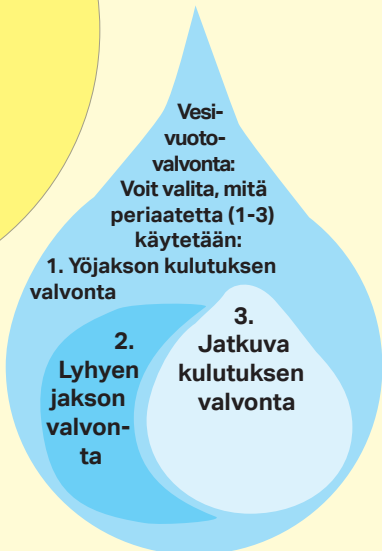 Vesi-
vuoto-
valvonta:
Voit valita, mitä
periaatetta (1-3)
käytetään:
1. Yöjakson kulutuksen
valvonta
2.
Lyhyen
jakson
valvon-
ta
3.
Jatkuva
kulutuksen
valvonta